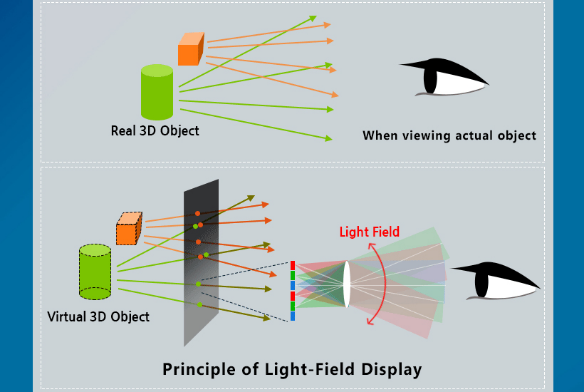 Real 3D Object
When viewing actual object
Light Field
Virtual 3D Object
Principle of Light-Field Display